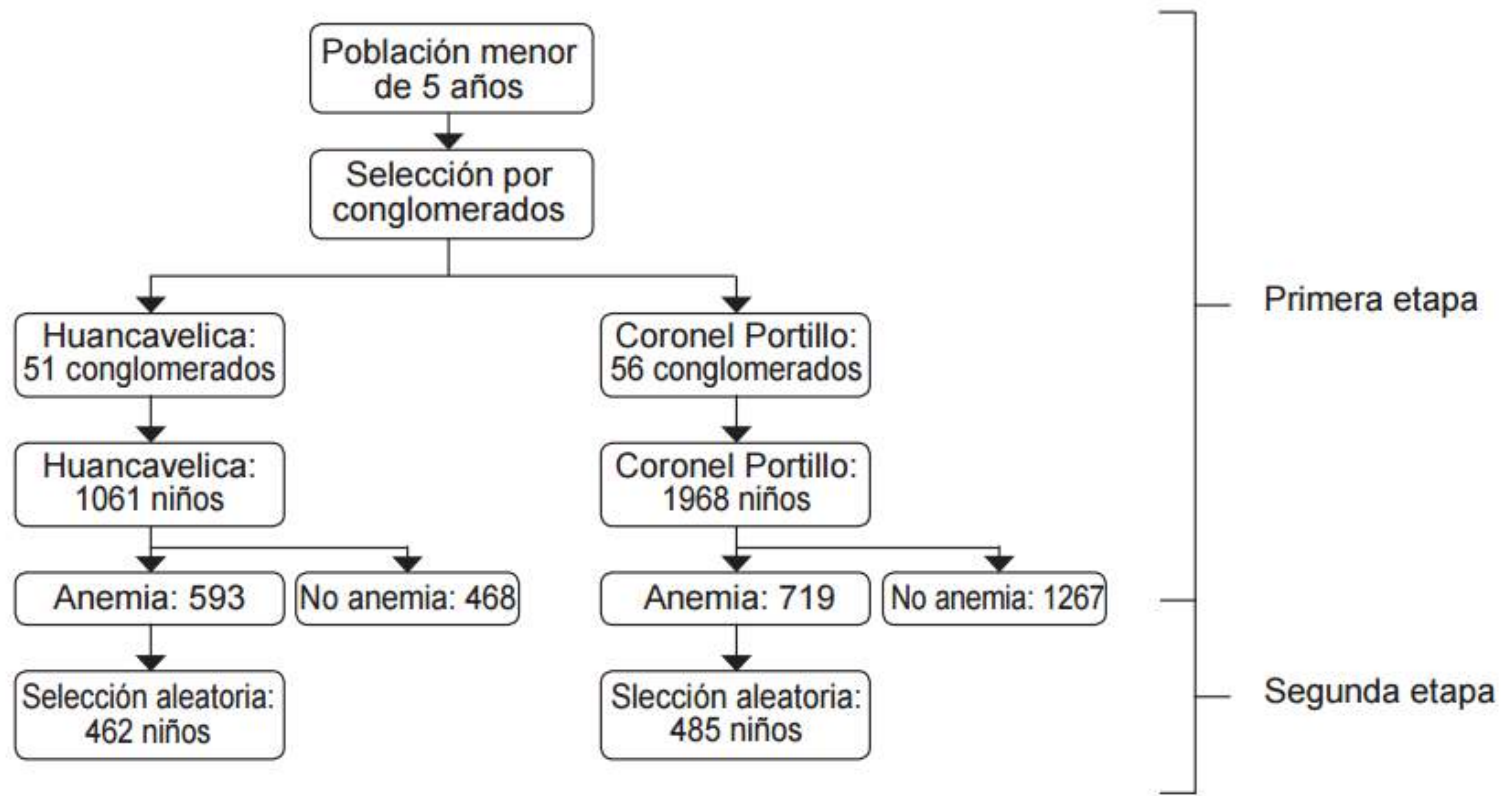 Población menor
de 5 años
Selección por
conglomerados
Huancavelica:
51 conglomerados
Coronel Portillo:
56 conglomerados
Primera etapa
Huancavelica:
1061 niños
Coronel Portillo:
1968 niños
Anemia: 593
No anemia: 468
Anemia: 719
No anemia: 1267
Selección aleatoria:
462 niños
Slección aleatoria:
485 niños
Segunda etapa